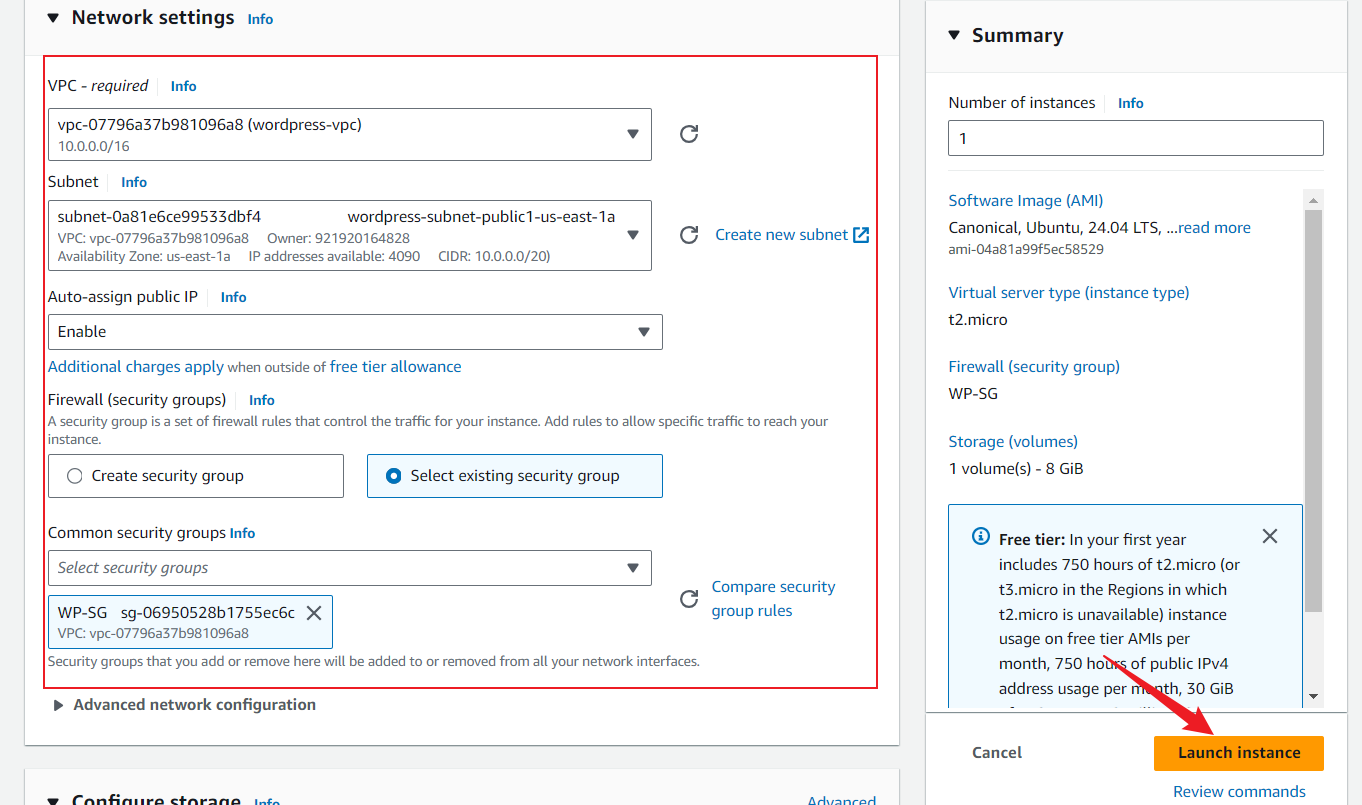 Network settings Info
VPC - required Info
vpc-07796a37b981096a8 (wordpress-vpc)
10.0.0.0/16
Subnet Info
subnet-0a81e6ce99533dbf4 wordpress-subnet-public1-us-east-1a
VPC: vpc-07796a37b981096a8 Owner: 921920164828
Availability Zone: us-east-1a IP addresses available: 4090 CIDR: 10.0.0.0/20)
Create new subnet
Auto-assign public IP Info
Enable
Additional charges apply when outside of free tier allowance
Firewall (security groups) Info
A security group is a set of firewall rules that control the traffic for your instance. Add rules to allow specific traffic to reach your
instance.
Create security group
Select existing security group
Common security groups Info
Select security groups
Compare security
group rules
WP-SG sg-06950528b1755ec6c
VPC: vpc-07796a37b981096a8
Security groups that you add or remove here will be added to or removed from all your network interfaces.
Advanced network configuration
Configure storage Info
Advanced
Summary
Number of instances Info
1
Software Image (AMI)
Canonical, Ubuntu, 24.04 LTS, ...read more
ami-04a81a99f5ec58529
Virtual server type (instance type)
t2.micro
Firewall (security group)
WP-SG
Storage (volumes)
1 volume(s) - 8 GiB
Free tier: In your first year
includes 750 hours of t2.micro (or
t3.micro in the Regions in which
t2.micro is unavailable) instance
usage on free tier AMIs per
month, 750 hours of public IPv4
address usage per month, 30 GiB
Cancel
Launch instance
Review commands